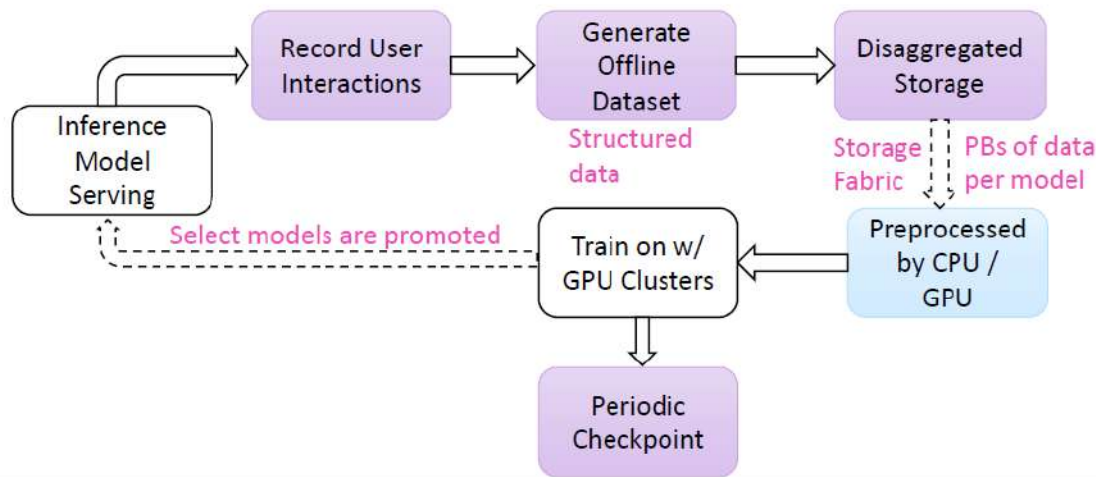 Record User
Interactions
Generate
Offline
Dataset
Disaggregated
Storage
Inference
Model
Serving
Structured
data
Storage
Fabric
PBs of data
per model
Select models are promoted
Train on w/
GPU Clusters
Preprocessed
by CPU /
GPU
Periodic
Checkpoint